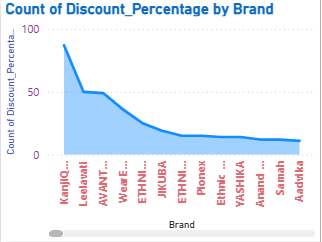 Count of Discount_Percentage by Brand
Count of Discount_Percenta...
100
50
0
KanjiQ...
Leelavati
AVANT...
WearE...
ETHNI...
JIKUBA
ETHNI...
Pionex
Ethnic ...
YASHIKA
Anand ...
Samah
Aadvika
Brand